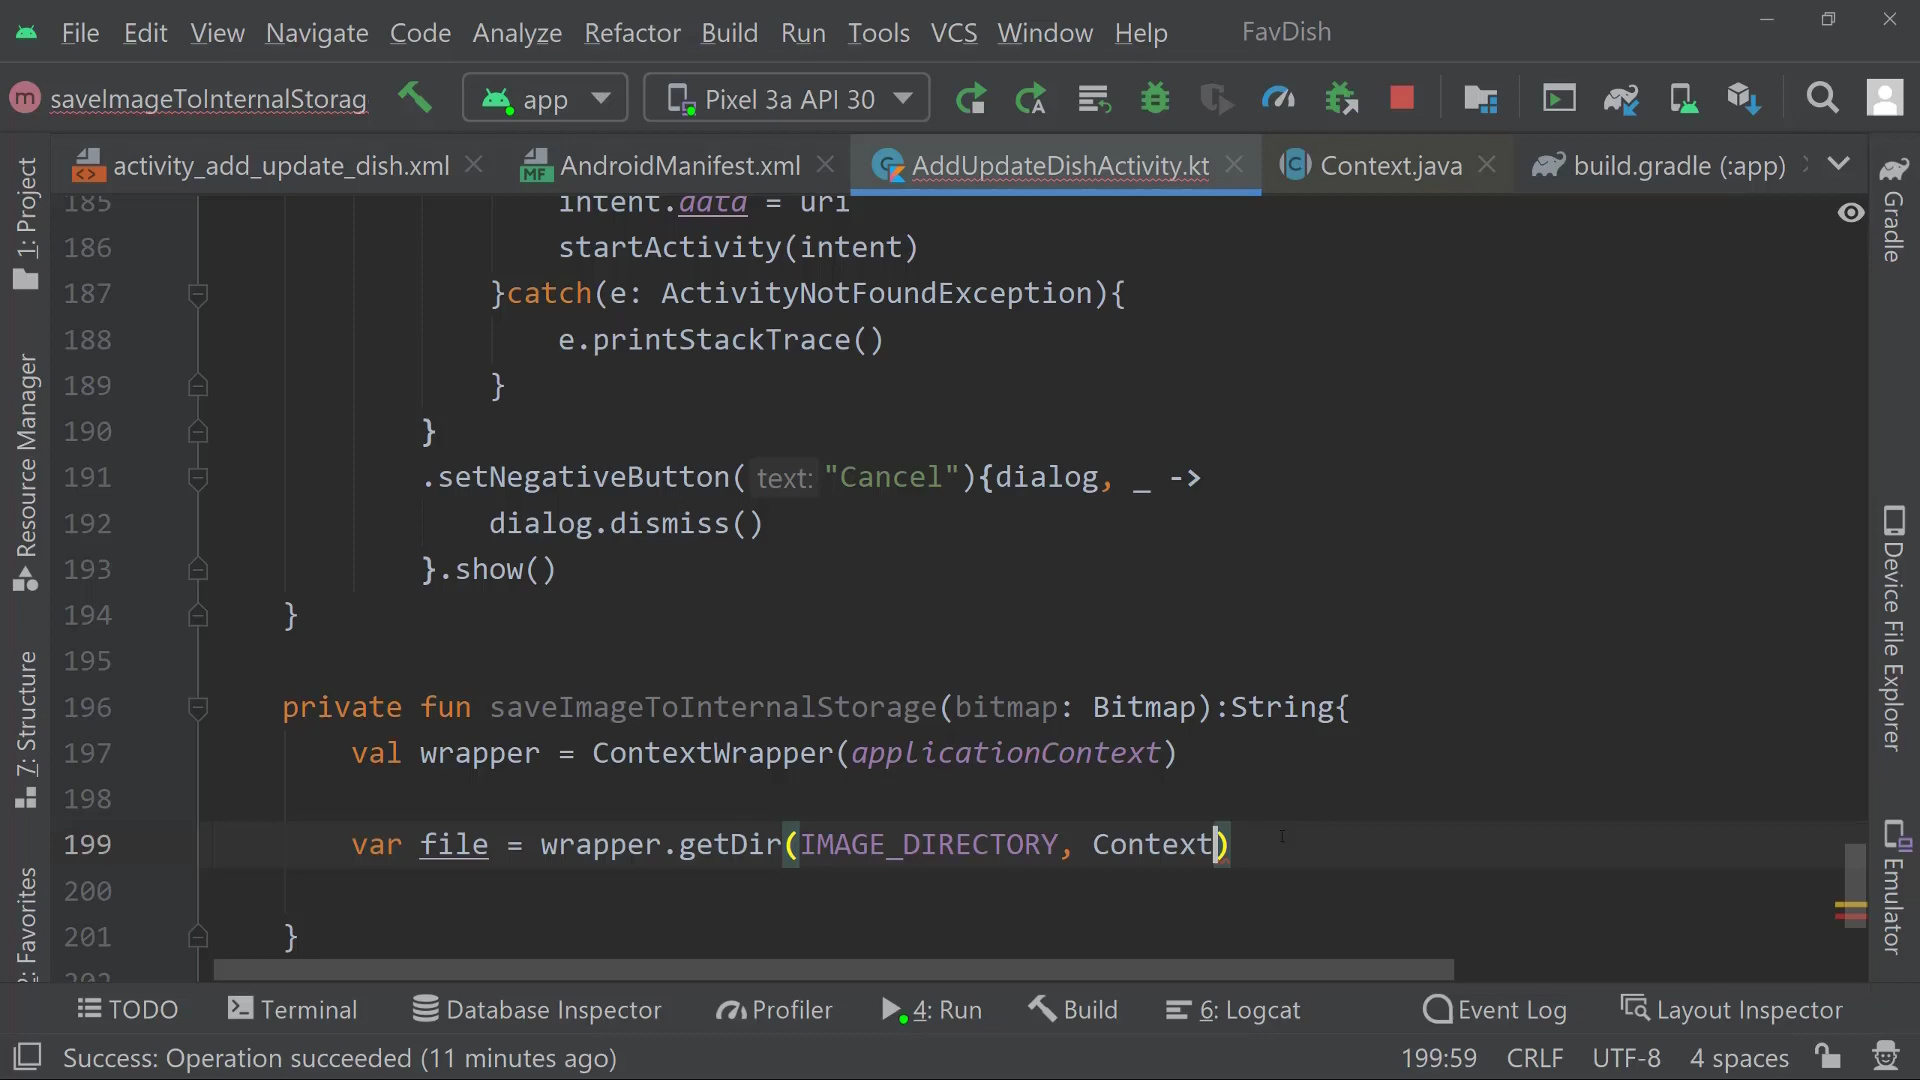 File Edit View Navigate Code Analyze Refactor Build Run Tools VCS Window Help FavDish
saveImageToInternalStorag app Pixel 3a API 30
activity_add_update_dish.xml AndroidManifest.xml AddUpdateDishActivity.kt Context.java build.gradle (:app)
1: Project
Resource Manager
7: Structure
2: Favorites
185 intent.data = uri
186 startActivity(intent)
187 }catch(e: ActivityNotFoundException){
188 e.printStackTrace()
189 }
190 }
191 .setNegativeButton( text: "Cancel"){dialog, _ ->
192 dialog.dismiss()
193 }.show()
194 }
195
196 private fun saveImageToInternalStorage(bitmap: Bitmap):String{
197 val wrapper = ContextWrapper(applicationContext)
198
199 var file = wrapper.getDir(IMAGE_DIRECTORY, Context)
200
201 }
202
Gradle
Device File Explorer
Emulator
TODO Terminal Database Inspector Profiler 4: Run Build 6: Logcat Event Log Layout Inspector
Success: Operation succeeded (11 minutes ago) 199:59 CRLF UTF-8 4 spaces